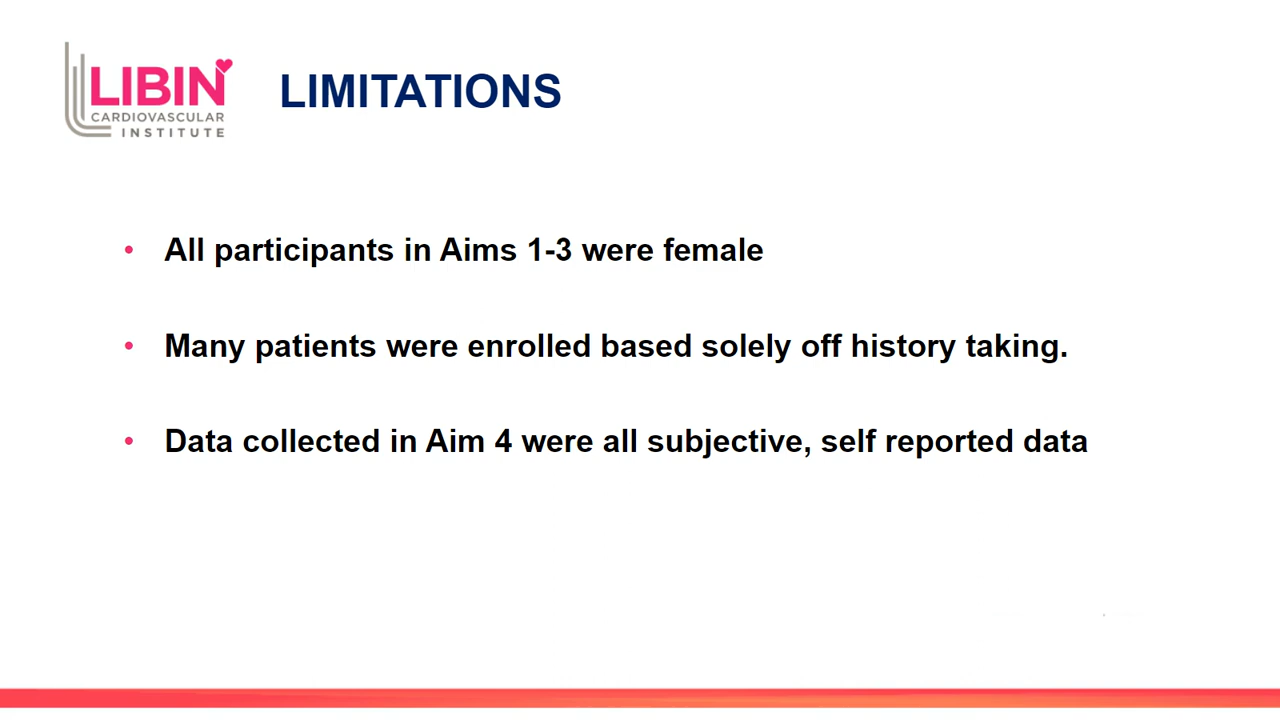 LIBIN
CARDIOVASCULAR
INSTITUTE
LIMITATIONS
• All participants in Aims 1-3 were female
• Many patients were enrolled based solely off history taking.
• Data collected in Aim 4 were all subjective, self reported data